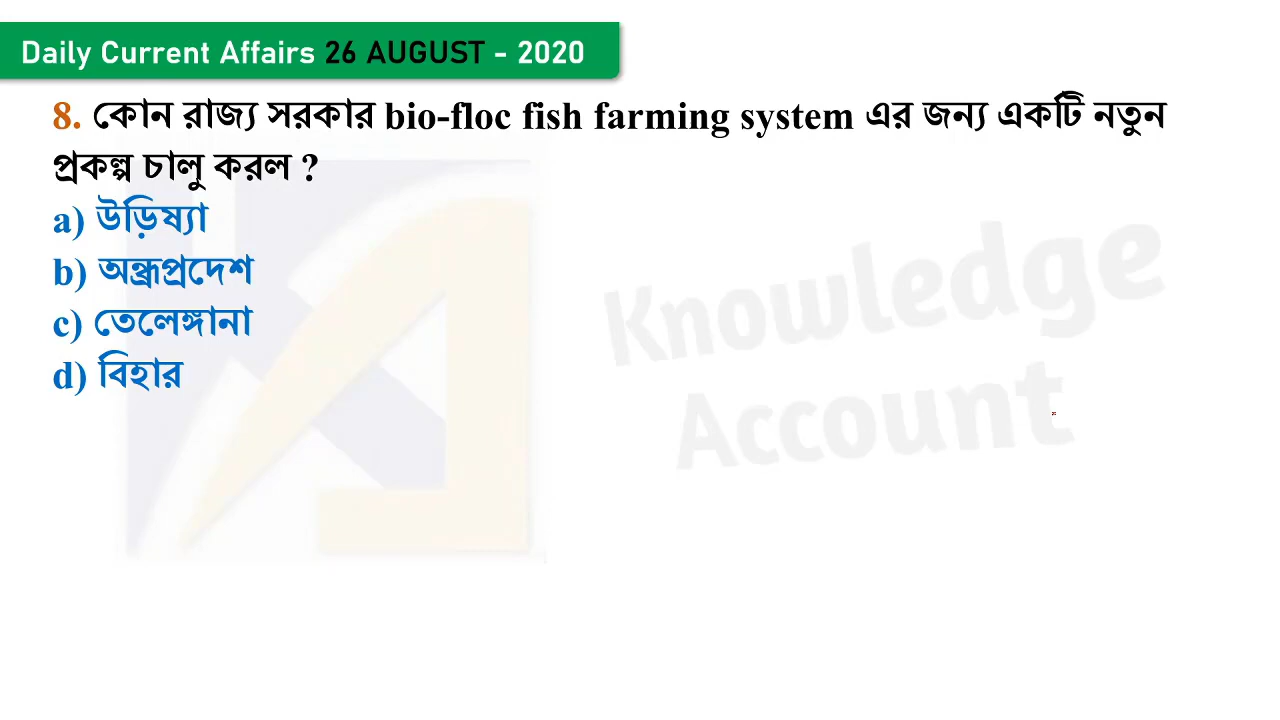 Daily Current Affairs 26 AUGUST - 2020
8. কোন রাজ্য সরকার bio-floc fish farming system এর জন্য একটি নতুন
প্রকল্প চালু করল ?
a) উড়িষ্যা
b) অন্ধ্রপ্রদেশ
c) তেলেঙ্গানা
d) বিহার
Knowledge
Account